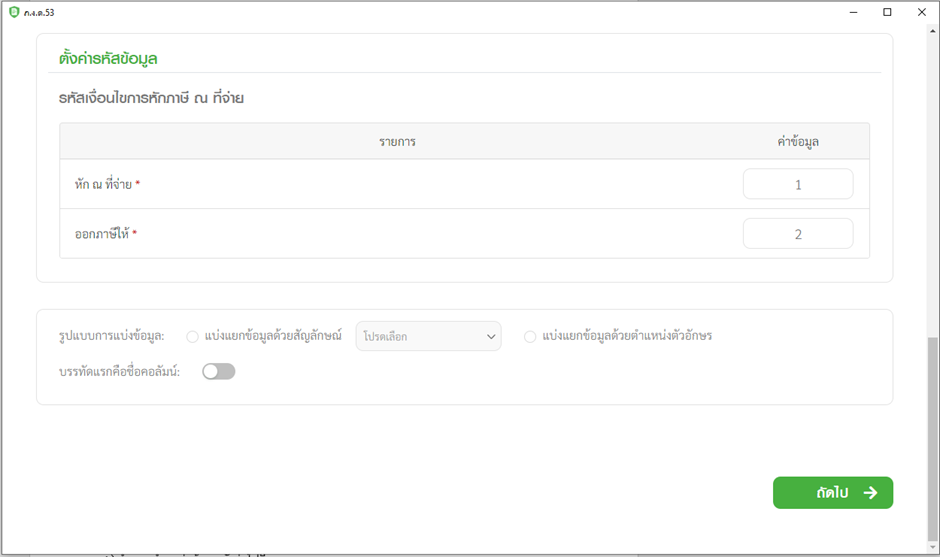 ภ.ง.ด.53
ตั้งค่ารหัสข้อมูล
รหัสเงื่อนไขการหักภาษี ณ ที่จ่าย
รายการ ค่าข้อมูล
หัก ณ ที่จ่าย * 1
ออกภาษีให้ * 2
รูปแบบการแบ่งข้อมูล: แบ่งแยกข้อมูลด้วยสัญลักษณ์ โปรดเลือก แบ่งแยกข้อมูลด้วยตำแหน่งตัวอักษร
บรรทัดแรกคือชื่อคอลัมน์:
ถัดไป